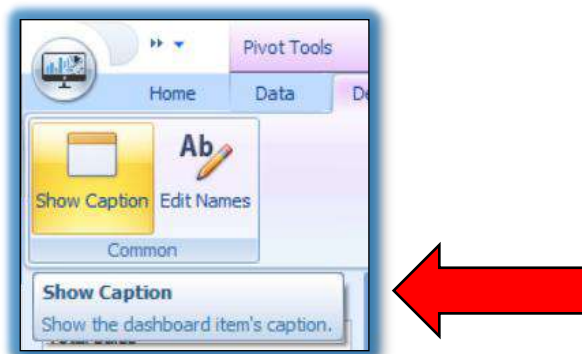 Pivot Tools
Home Data
Show Caption Edit Names
Common
Show Caption
Show the dashboard item's caption.